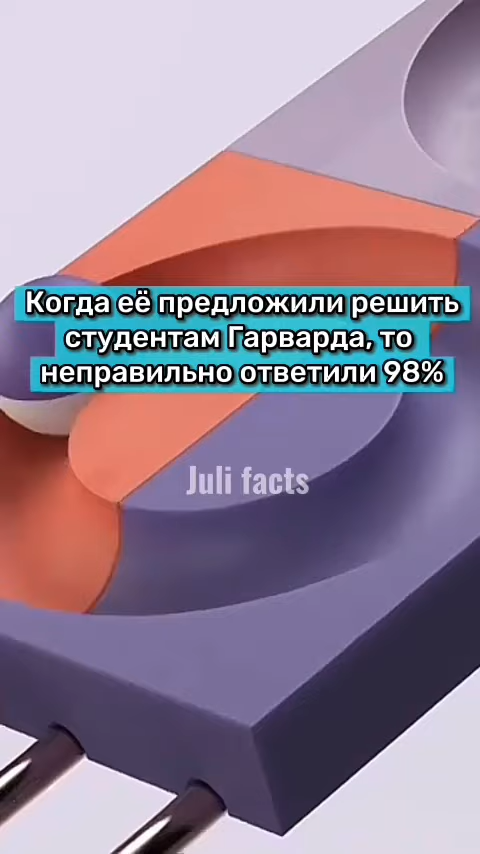 Когда её предложили решить
студентам Гарварда, то
неправильно ответили 98%
Juli facts